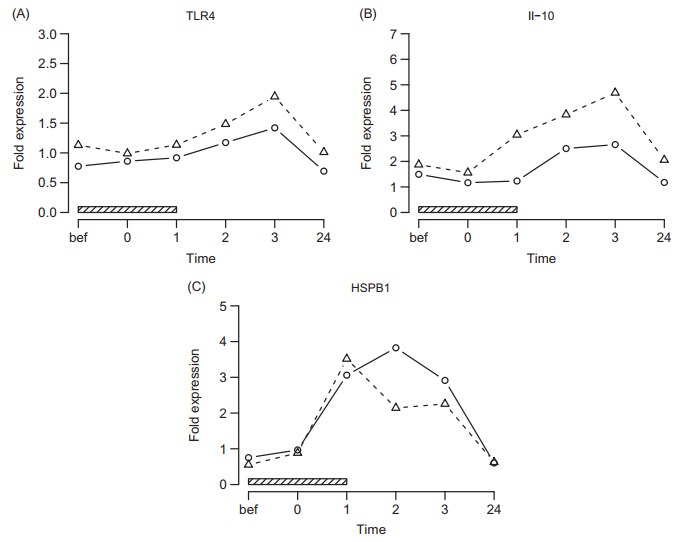 (A)
TLR4
3.0
2.5
2.0
1.5
1.0
0.5
0.0
Fold expression
bef 0 1 2 3 24
Time
(B)
Il−10
7
6
5
4
3
2
1
0
Fold expression
bef 0 1 2 3 24
Time
(C)
HSPB1
5
4
3
2
1
0
Fold expression
bef 0 1 2 3 24
Time